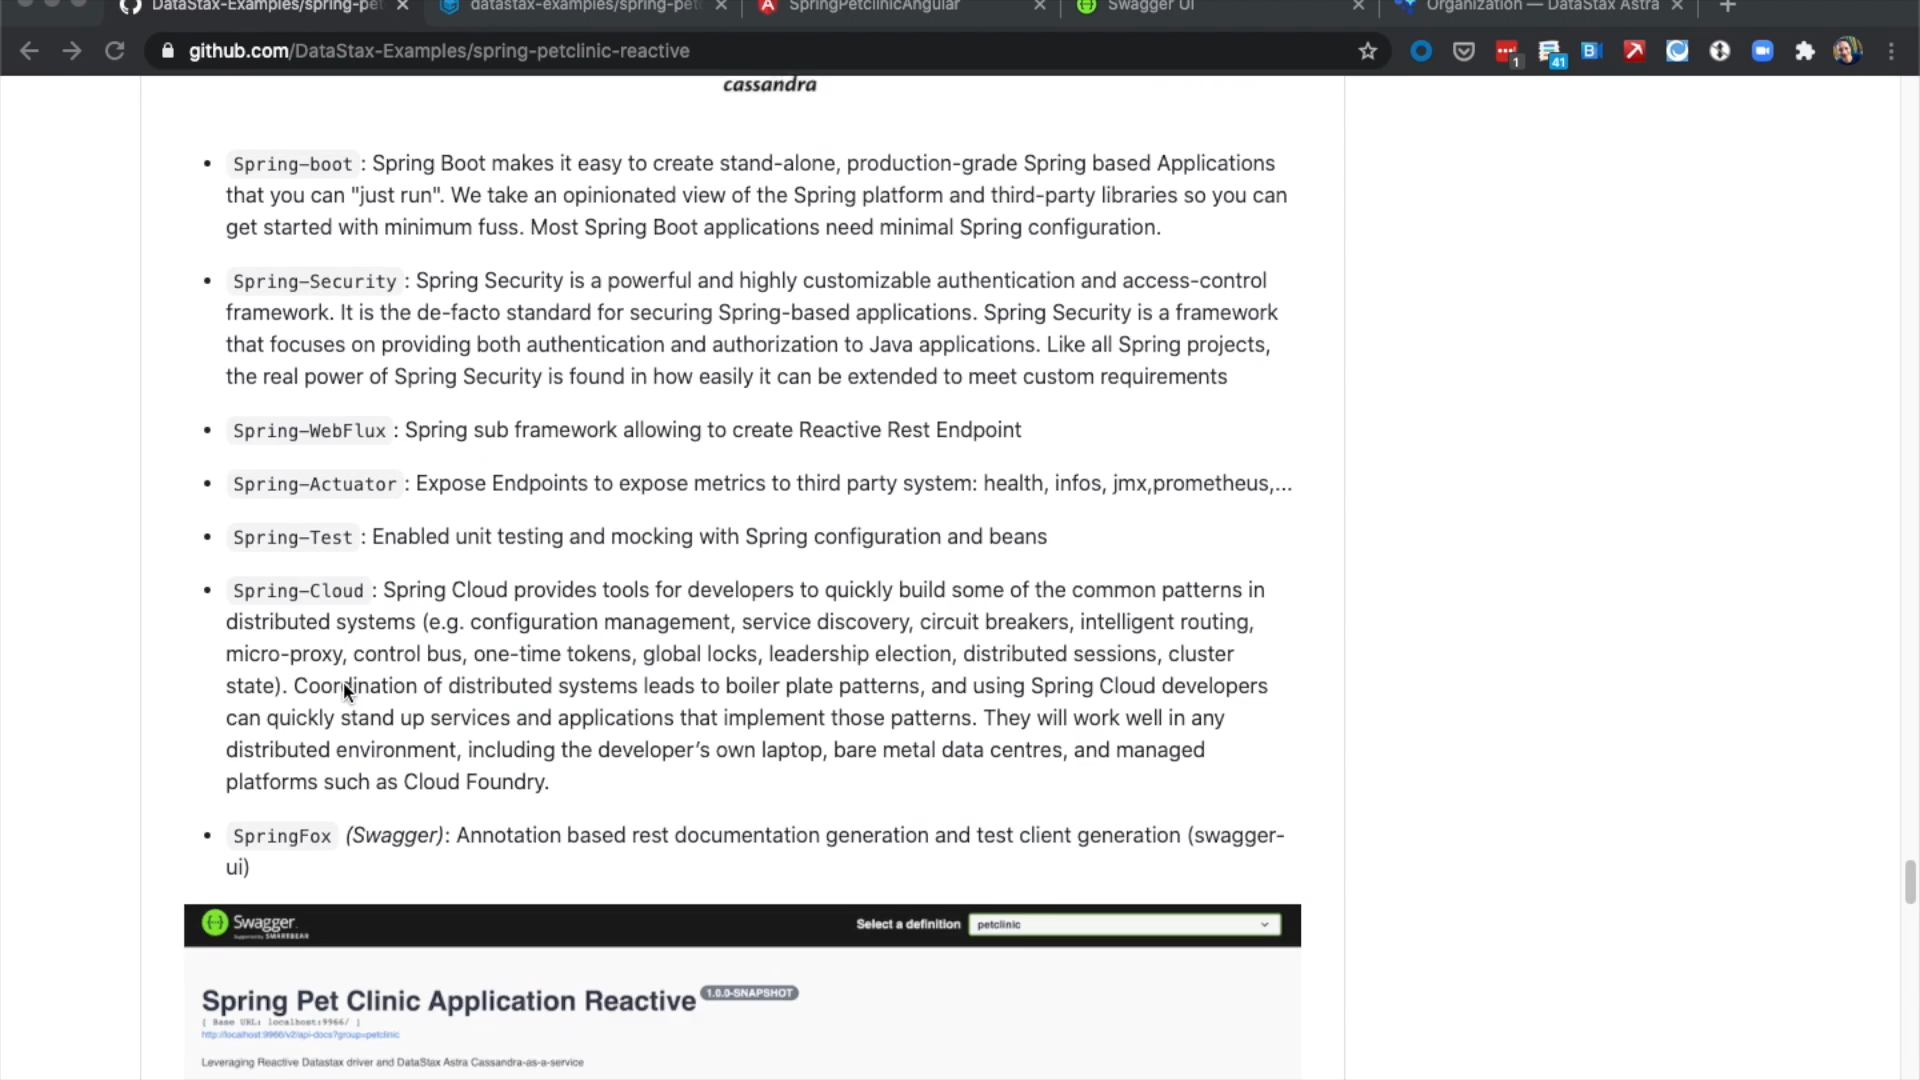 DataStax-Examples/spring-pet
datastax-examples/spring-petc
SpringPetclinicAngular
Swagger UI
Organization — DataStax Astra
github.com/DataStax-Examples/spring-petclinic-reactive
1
41
cassandra
• Spring-boot : Spring Boot makes it easy to create stand-alone, production-grade Spring based Applications
that you can "just run". We take an opinionated view of the Spring platform and third-party libraries so you can
get started with minimum fuss. Most Spring Boot applications need minimal Spring configuration.
• Spring-Security : Spring Security is a powerful and highly customizable authentication and access-control
framework. It is the de-facto standard for securing Spring-based applications. Spring Security is a framework
that focuses on providing both authentication and authorization to Java applications. Like all Spring projects,
the real power of Spring Security is found in how easily it can be extended to meet custom requirements
• Spring-WebFlux : Spring sub framework allowing to create Reactive Rest Endpoint
• Spring-Actuator : Expose Endpoints to expose metrics to third party system: health, infos, jmx,prometheus,...
• Spring-Test : Enabled unit testing and mocking with Spring configuration and beans
• Spring-Cloud : Spring Cloud provides tools for developers to quickly build some of the common patterns in
distributed systems (e.g. configuration management, service discovery, circuit breakers, intelligent routing,
micro-proxy, control bus, one-time tokens, global locks, leadership election, distributed sessions, cluster
state). Coordination of distributed systems leads to boiler plate patterns, and using Spring Cloud developers
can quickly stand up services and applications that implement those patterns. They will work well in any
distributed environment, including the developer’s own laptop, bare metal data centres, and managed
platforms such as Cloud Foundry.
• SpringFox (Swagger): Annotation based rest documentation generation and test client generation (swagger-
ui)
Swagger.
Supported by SMARTBEAR
Select a definition petclinic
Spring Pet Clinic Application Reactive 1.0.0-SNAPSHOT
[ Base URL: localhost:9966/ ]
http://localhost:9966/v2/api-docs?group=petclinic
Leveraging Reactive Datastax driver and DataStax Astra Cassandra-as-a-service